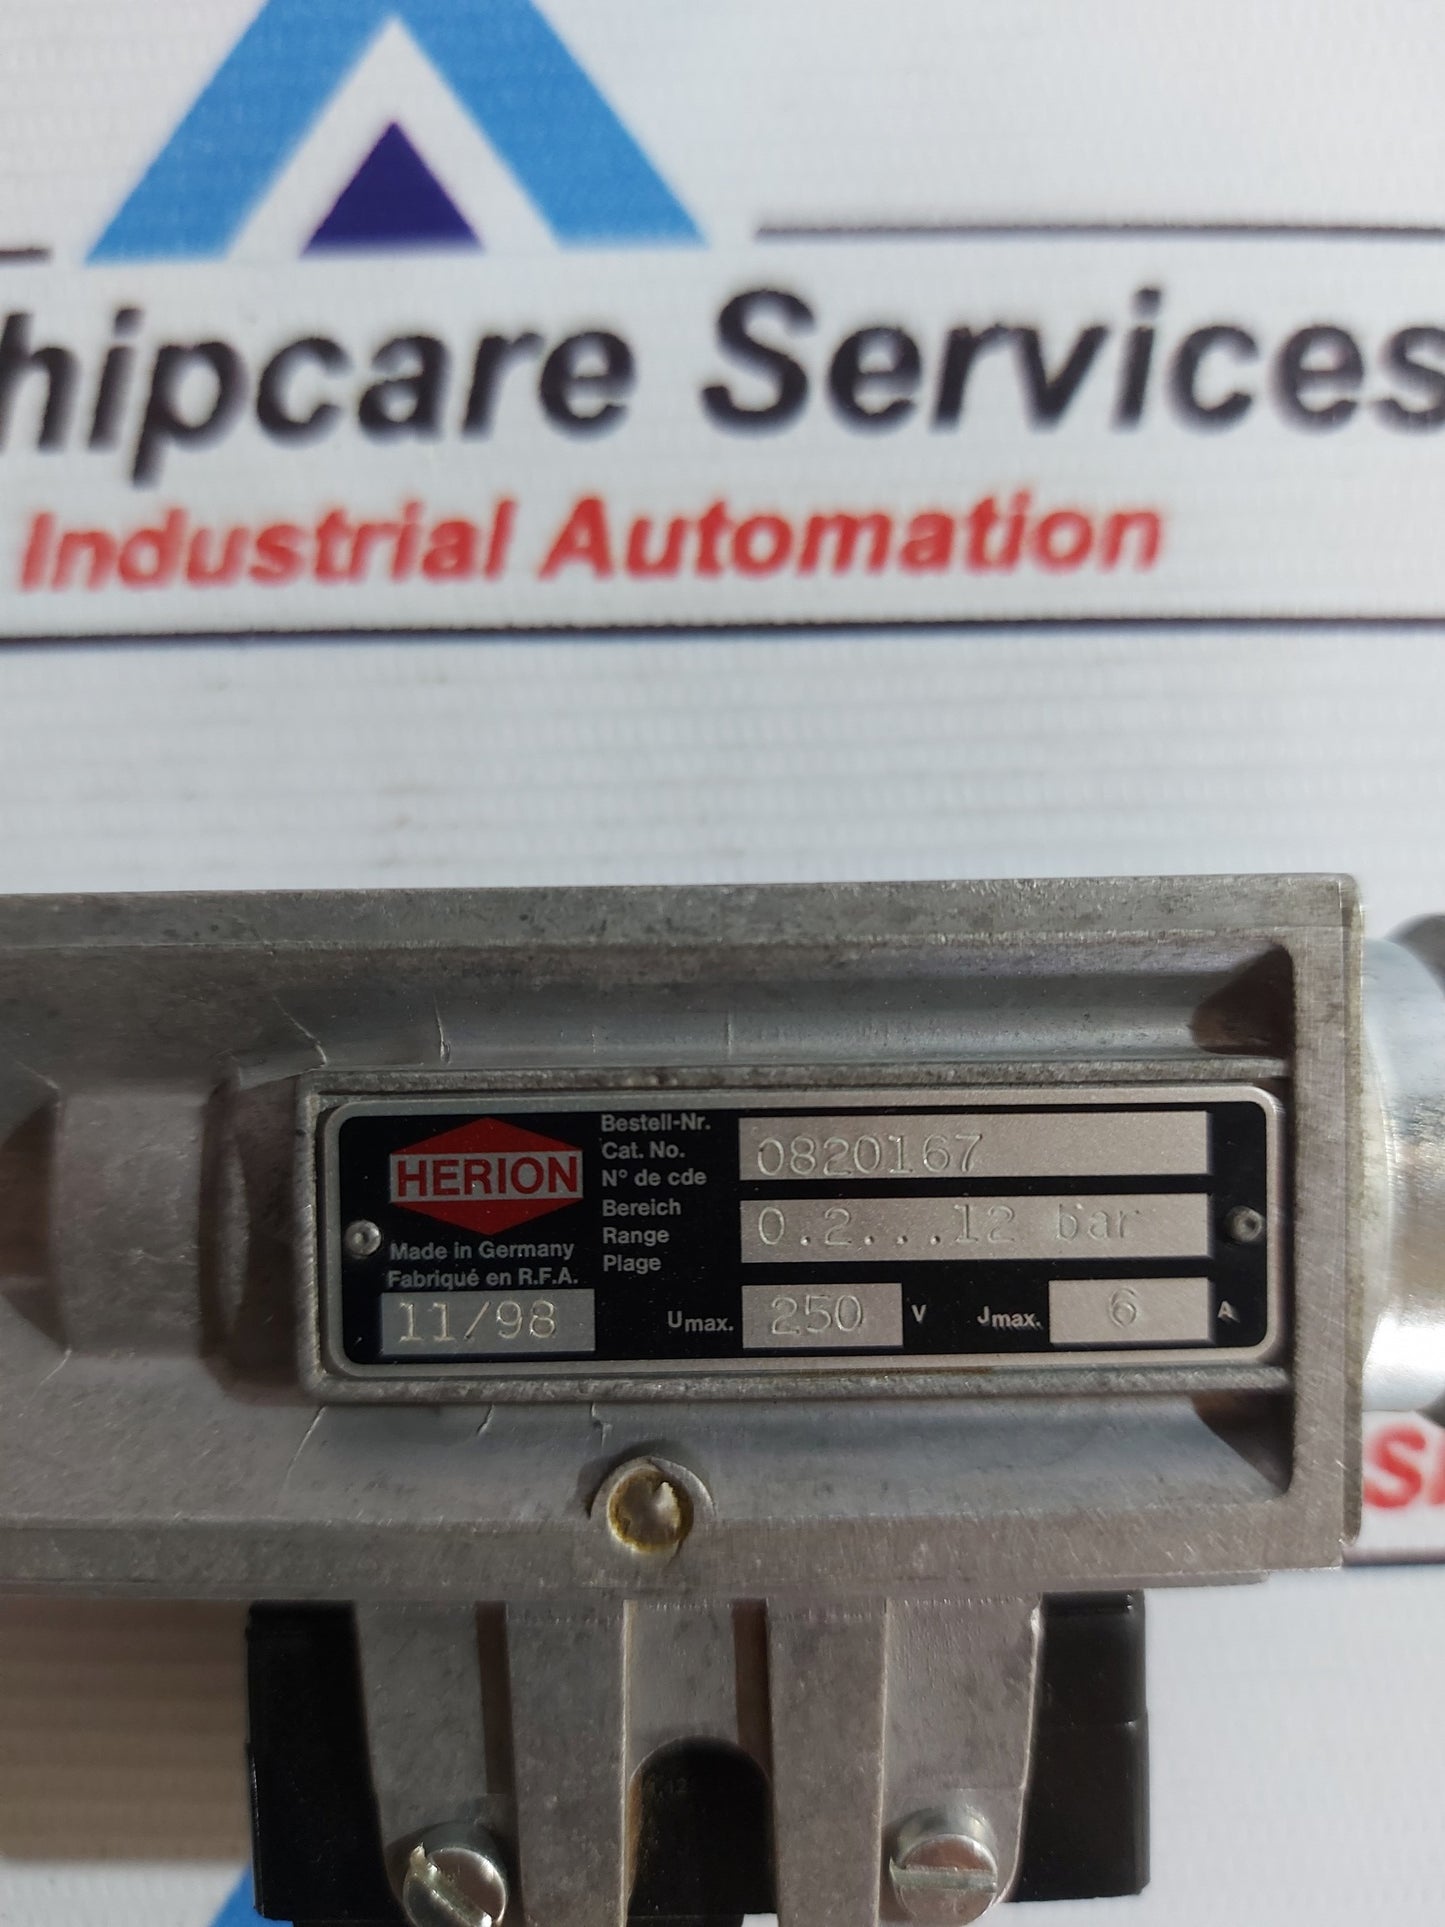 hipcare Services
Industrial Automation
HERION
Made in Germany
Fabriqué en R.F.A.
11/98
Bestell-Nr.
Cat. No.
N° de cde
0820167
Bereich
Range
Plage
0.2...12 bar
Umax. 250 V Jmax. 6 A